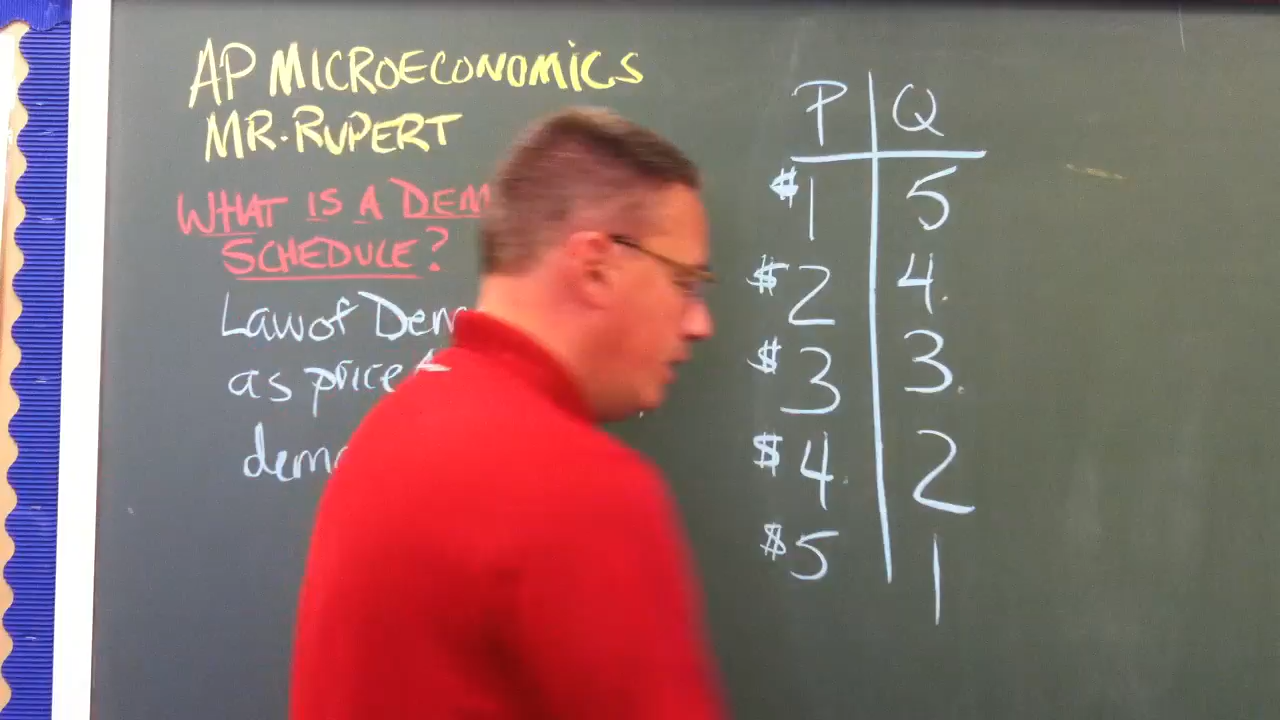 AP MICROECONOMICS
MR. RUPERT
WHAT IS A DEM
SCHEDULE?
Law of Dem
as price
dema
P Q
$1 5
$2 4
$3 3
$4 2
$5 1